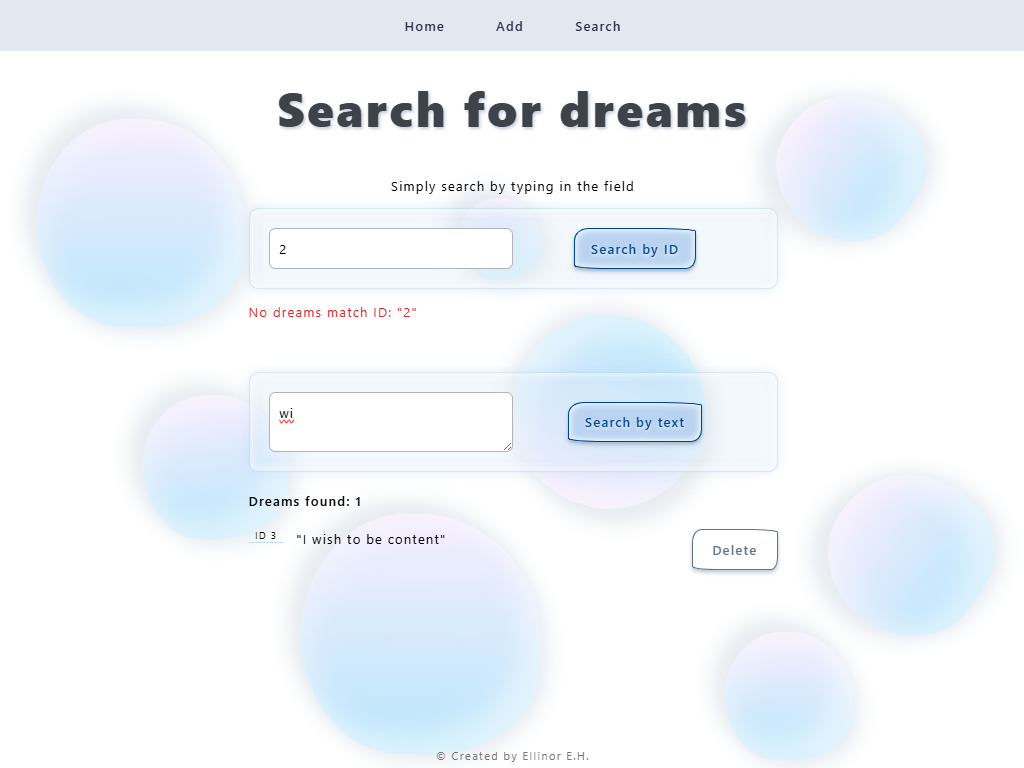 Home Add Search
Search for dreams
Simply search by typing in the field
2 Search by ID
No dreams match ID: "2"
wi Search by text
Dreams found: 1
ID 3 "I wish to be content" Delete
© Created by Ellinor E.H.